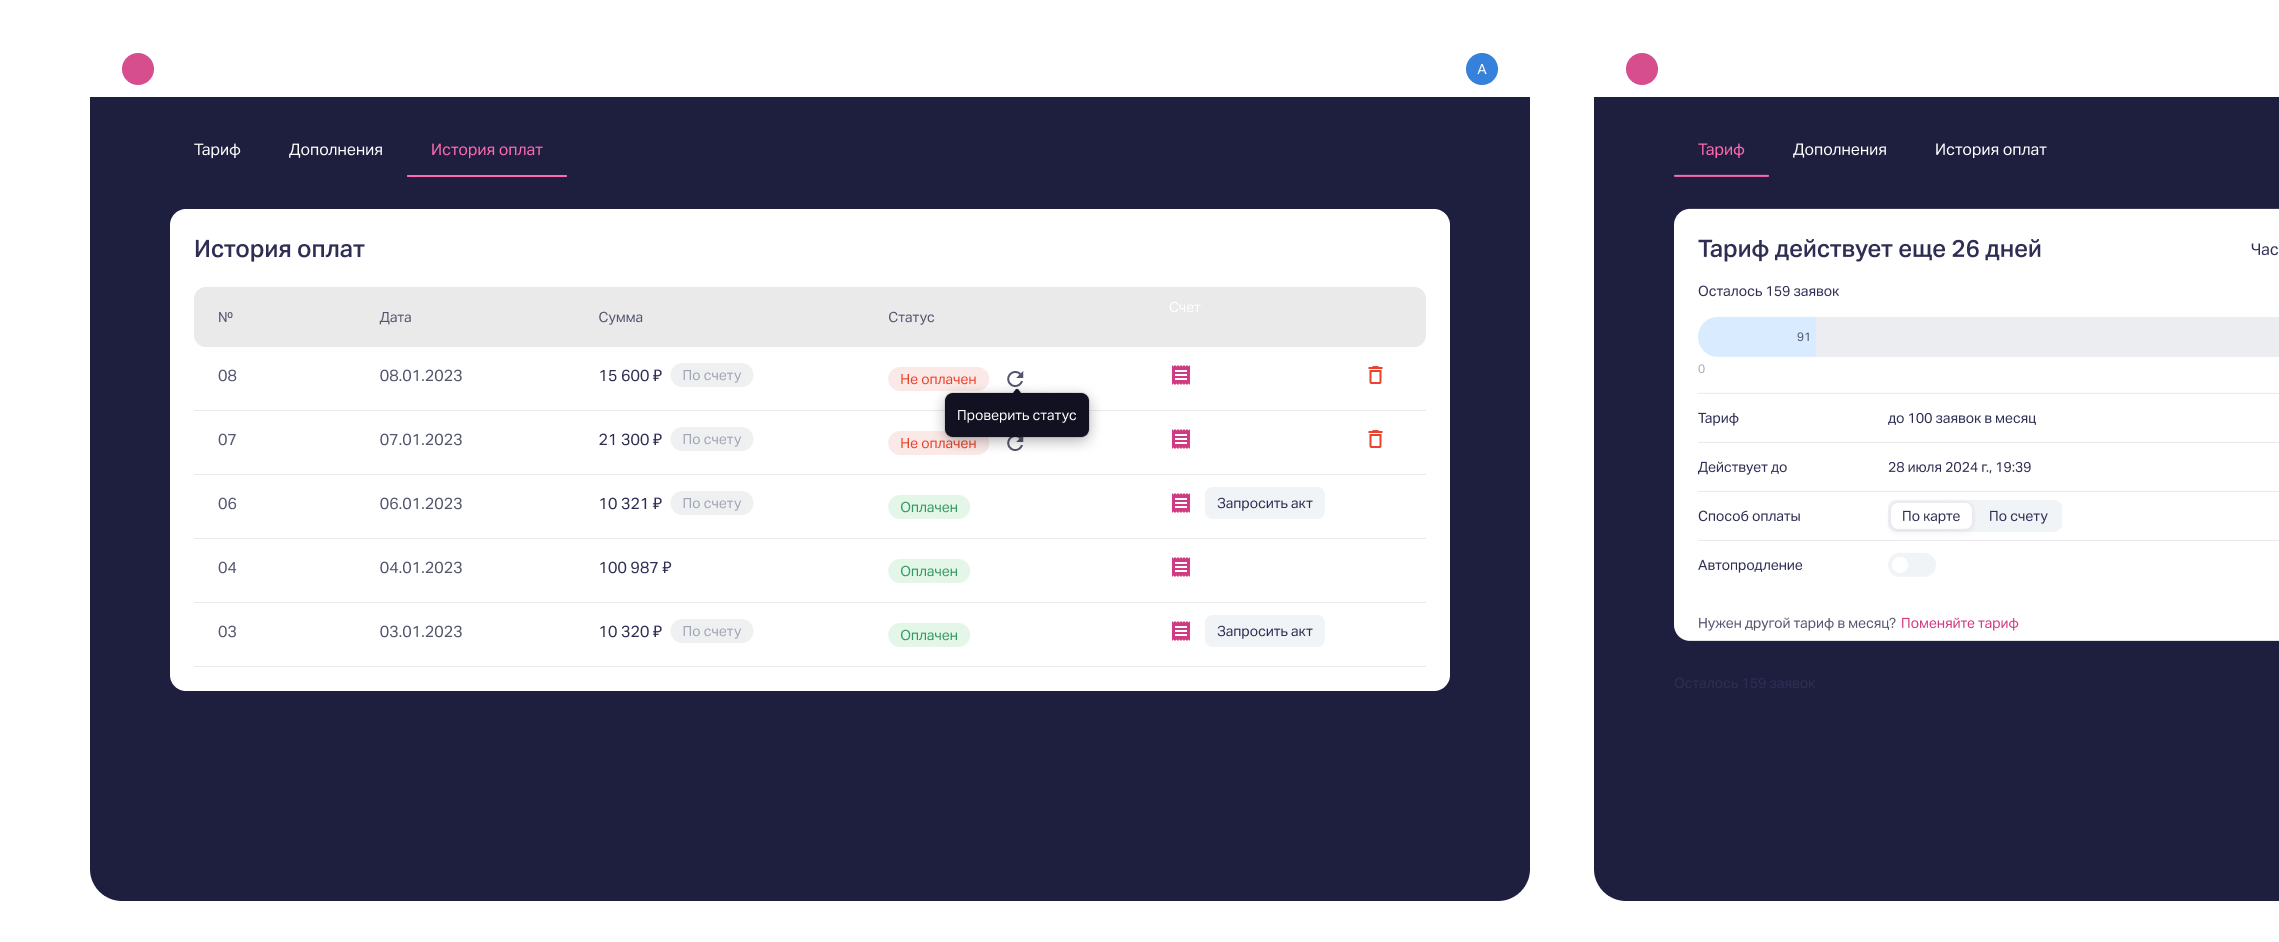 А
Тариф Дополнения История оплат
История оплат
№ Дата Сумма Статус Счет
08 08.01.2023 15 600 ₽ По счету Не оплачен
Проверить статус
07 07.01.2023 21 300 ₽ По счету Не оплачен
06 06.01.2023 10 321 ₽ По счету Оплачен Запросить акт
04 04.01.2023 100 987 ₽ Оплачен
03 03.01.2023 10 320 ₽ По счету Оплачен Запросить акт
Тариф Дополнения История оплат
Тариф действует еще 26 дней
Час
Осталось 159 заявок
91
0
Тариф до 100 заявок в месяц
Действует до 28 июля 2024 г., 19:39
Способ оплаты По карте По счету
Автопродление
Нужен другой тариф в месяц? Поменяйте тариф
Осталось 159 заявок